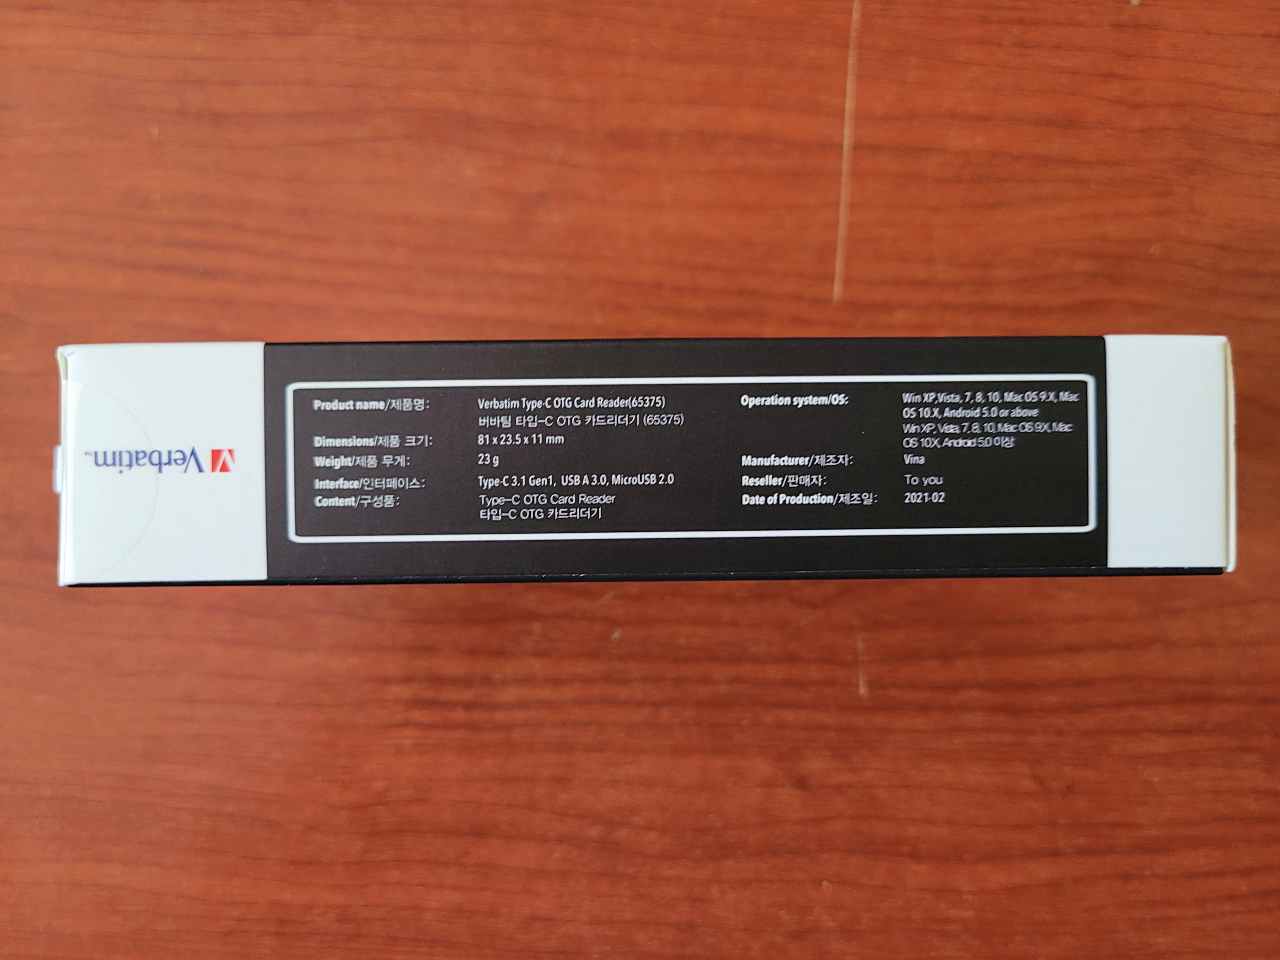 Verbatim™
Product name/제품명: Verbatim Type-C OTG Card Reader(65375)
버바팀 타입-C OTG 카드리더기 (65375)
Dimensions/제품 크기: 81 x 23.5 x 11 mm
Weight/제품 무게: 23 g
Interface/인터페이스: Type-C 3.1 Gen1, USB A 3.0, MicroUSB 2.0
Content/구성품: Type-C OTG Card Reader
타입-C OTG 카드리더기
Operation system/OS: Win XP,Vista, 7, 8, 10, Mac OS 9.X, Mac
OS 10.X, Android 5.0 or above
Win XP, Vista, 7, 8, 10, Mac OS 9.X, Mac
OS 10.X, Android 5.0 이상
Manufacturer/제조자: Vina
Reseller/판매자: To you
Date of Production/제조일: 2021-02